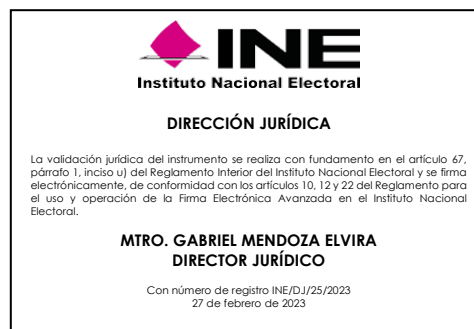 INE
Instituto Nacional Electoral
DIRECCIÓN JURÍDICA
La validación jurídica del instrumento se realiza con fundamento en el artículo 67,
párrafo 1, inciso u) del Reglamento Interior del Instituto Nacional Electoral y se firma
electrónicamente, de conformidad con los artículos 10, 12 y 22 del Reglamento para
el uso y operación de la Firma Electrónica Avanzada en el Instituto Nacional
Electoral.
MTRO. GABRIEL MENDOZA ELVIRA
DIRECTOR JURÍDICO
Con número de registro INE/DJ/25/2023
27 de febrero de 2023